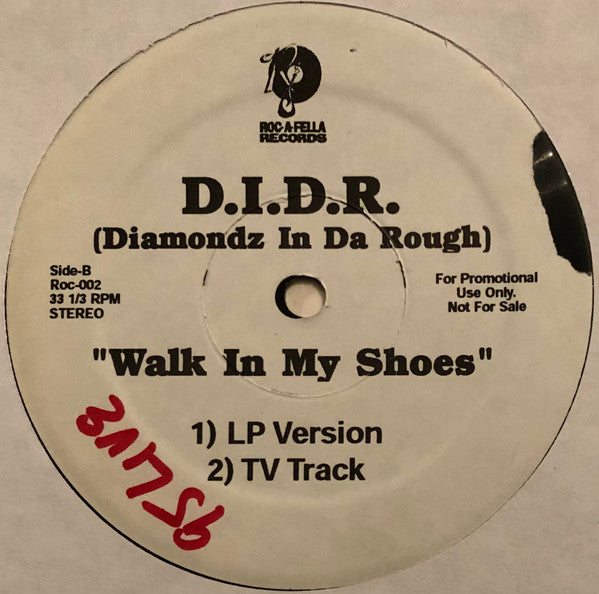 ROC-A-FELLA
RECORDS
D.I.D.R.
(Diamondz In Da Rough)
Side-B
Roc-002
33 1/3 RPM
STEREO
For Promotional
Use Only.
Not For Sale
"Walk In My Shoes"
1) LP Version
2) TV Track